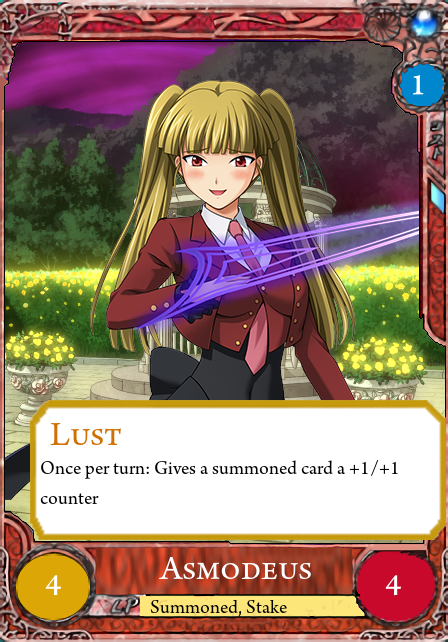 1
Lust
Once per turn: Gives a summoned card a +1/+1
counter
4
Asmodeus
4
LP
Summoned, Stake